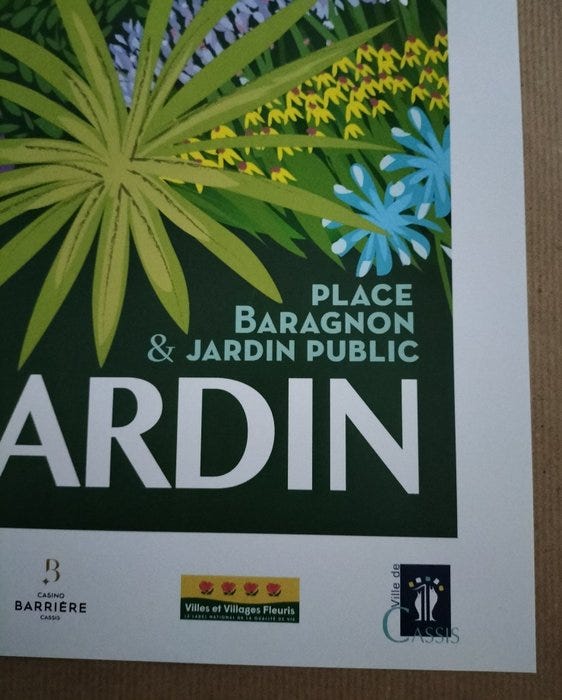 PLACE
BARAGNON
& JARDIN PUBLIC
ARDIN
B
CASINO
BARRIÈRE
CASSIS
Villes et Villages Fleuris
LE LABEL NATIONAL DE LA QUALITÉ DE VIE
Ville de
CASSIS